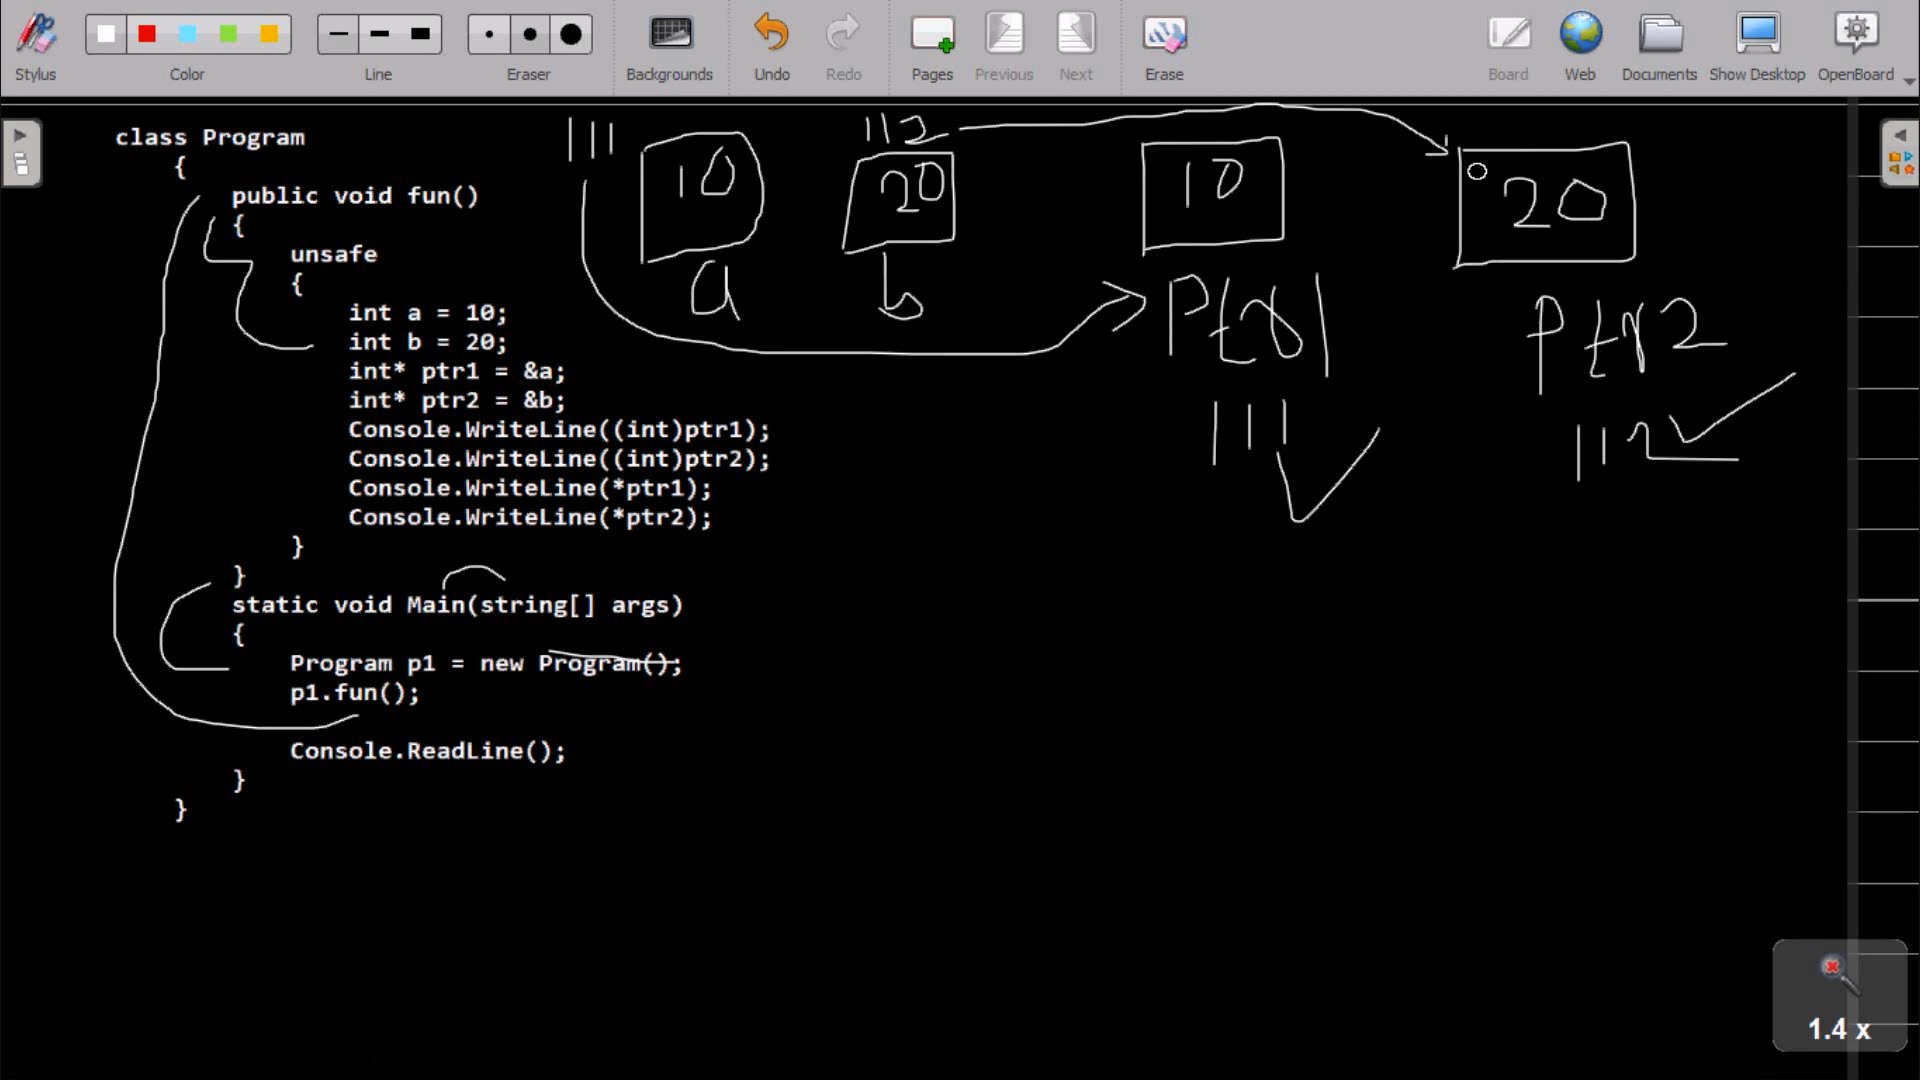 Stylus
Color
Line
Eraser
Backgrounds
Undo
Redo
Pages
Previous
Next
Erase
Board
Web
Documents
Show Desktop
OpenBoard
class Program
{
public void fun()
{
unsafe
{
int a = 10;
int b = 20;
int* ptr1 = &a;
int* ptr2 = &b;
Console.WriteLine((int)ptr1);
Console.WriteLine((int)ptr2);
Console.WriteLine(*ptr1);
Console.WriteLine(*ptr2);
}
}
static void Main(string[] args)
{
Program p1 = new Program();
p1.fun();
Console.ReadLine();
}
}
111
10
a
112
20
b
10
Ptr1
111
20
Ptr2
112
1.4 x